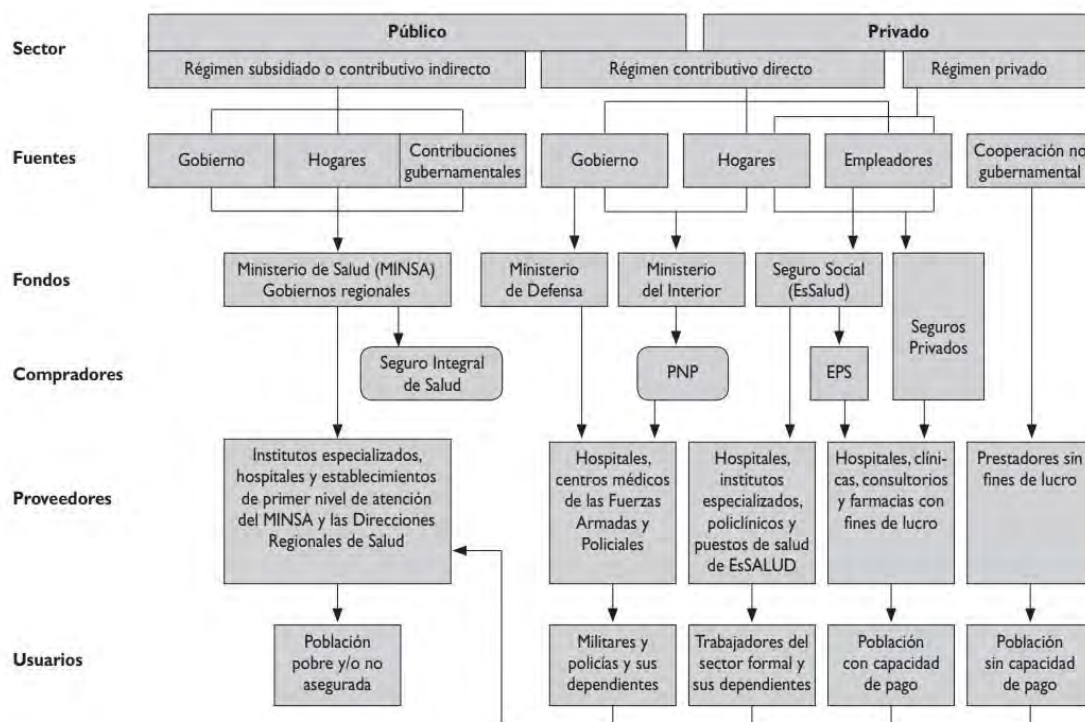 Sector
Público
Privado
Régimen subsidiado o contributivo indirecto
Régimen contributivo directo
Régimen privado
Fuentes
Gobierno
Hogares
Contribuciones
gubernamentales
Gobierno
Hogares
Empleadores
Cooperación no
gubernamental
Fondos
Ministerio de Salud (MINSA)
Gobiernos regionales
Ministerio
de Defensa
Ministerio
del Interior
Seguro Social
(EsSalud)
Seguros
Privados
Compradores
Seguro Integral
de Salud
PNP
EPS
Proveedores
Institutos especializados,
hospitales y establecimientos
de primer nivel de atención
del MINSA y las Direcciones
Regionales de Salud
Hospitales,
centros médicos
de las Fuerzas
Armadas y
Policiales
Hospitales,
institutos
especializados,
policlínicos y
puestos de salud
de EsSALUD
Hospitales, clíni-
cas, consultorios
y farmacias con
fines de lucro
Prestadores sin
fines de lucro
Usuarios
Población
pobre y/o no
asegurada
Militares y
policías y sus
dependientes
Trabajadores del
sector formal y
sus dependientes
Población
con capacidad
de pago
Población
sin capacidad
de pago